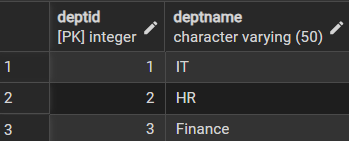 deptid deptname
[PK] integer character varying (50)
1 1 IT
2 2 HR
3 3 Finance